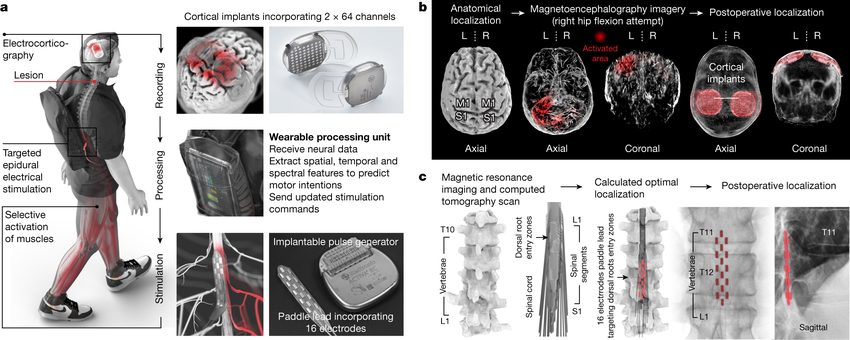 a
Cortical implants incorporating 2 × 64 channels
Electrocortico-
graphy
Lesion
Targeted
epidural
electrical
stimulation
Selective
activation
of muscles
Recording
Processing
Stimulation
Wearable processing unit
Receive neural data
Extract spatial, temporal and
spectral features to predict
motor intentions
Send updated stimulation
commands
Implantable pulse generator
Paddle lead incorporating
16 electrodes
b
Anatomical
localization
Magnetoencephalography imagery
(right hip flexion attempt)
Postoperative localization
L R
L R
Activated
area
L R
L R
L R
M1 M1
S1 S1
Cortical
implants
Axial
Axial
Coronal
Axial
Coronal
c
Magnetic resonance
imaging and computed
tomography scan
Calculated optimal
localization
Postoperative localization
T10
Vertebrae
L1
Dorsal root
entry zones
Spinal cord
L1
Spinal
segments
S1
16 electrodes paddle lead
targeting dorsal roots entry zones
T11
Vertebrae
T12
L1
T11
Sagittal